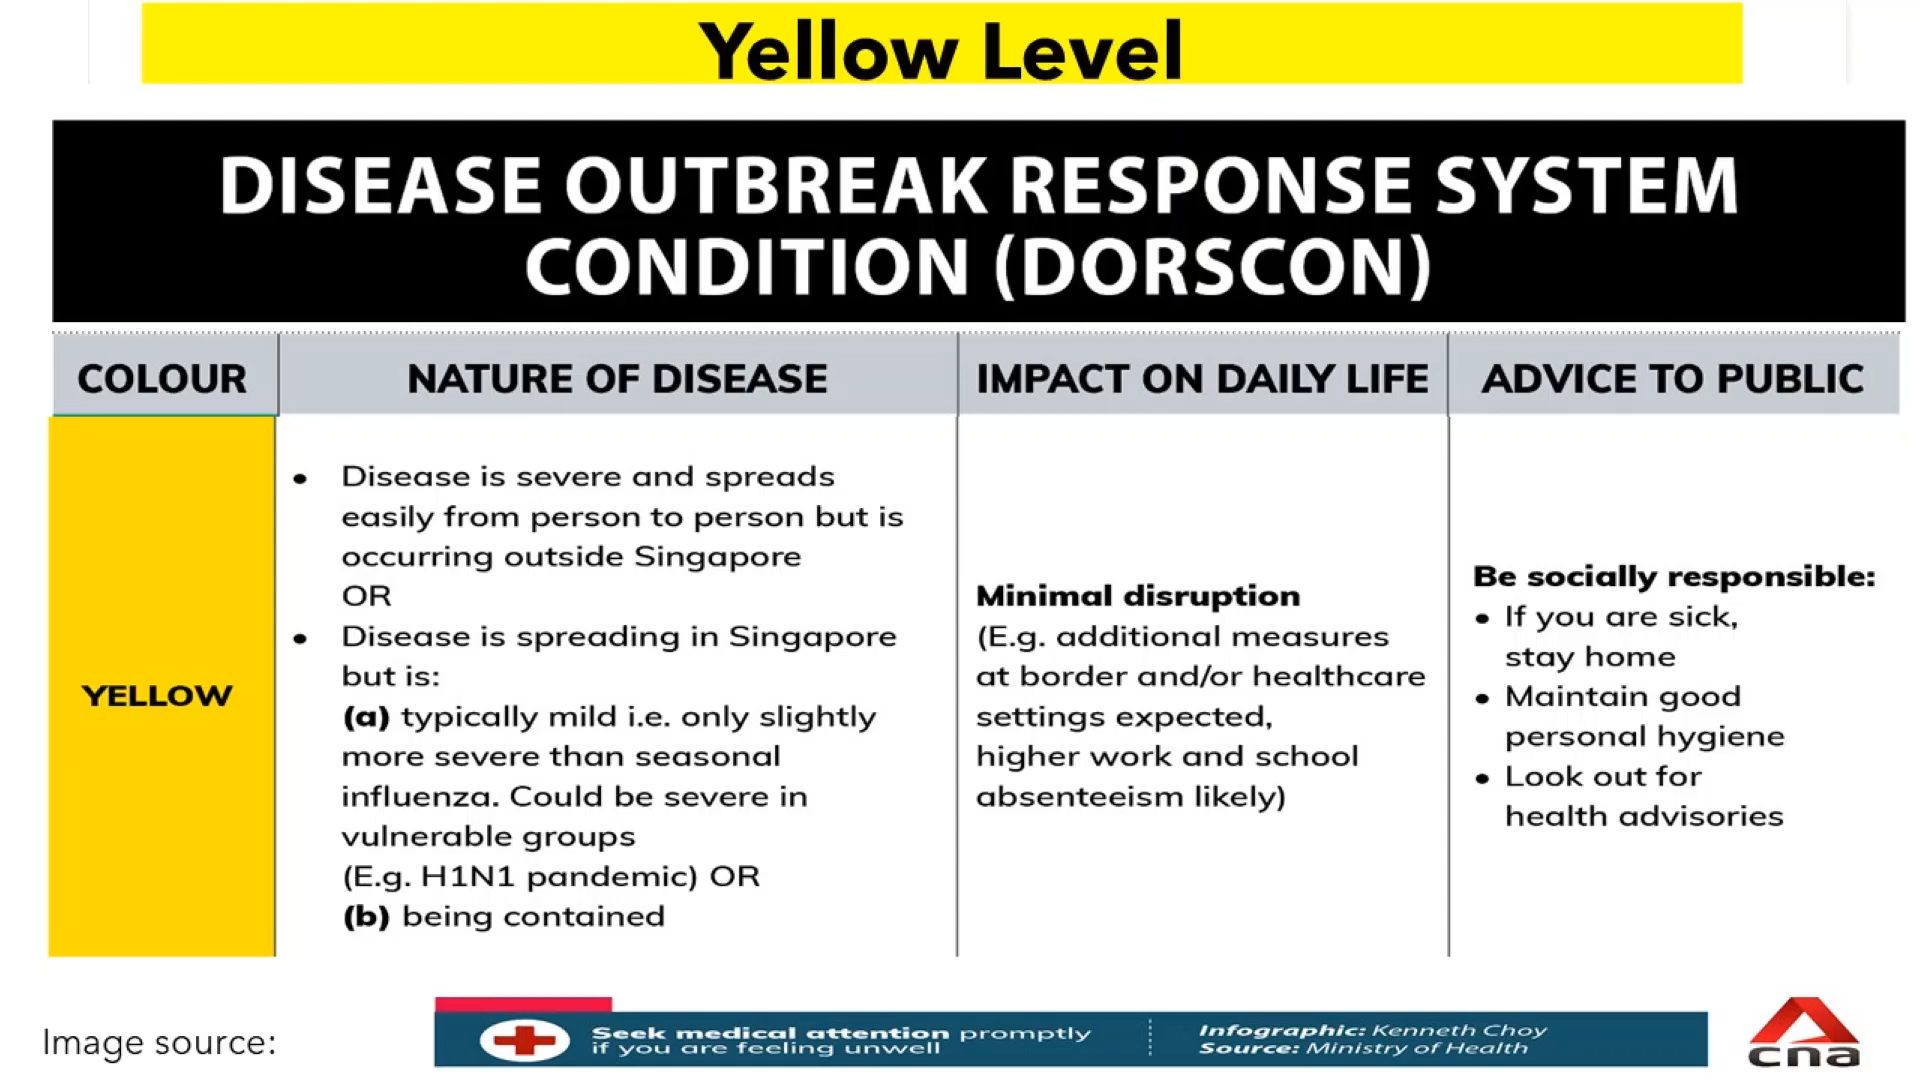 Yellow Level
DISEASE OUTBREAK RESPONSE SYSTEM
CONDITION (DORSCON)
COLOUR
NATURE OF DISEASE
IMPACT ON DAILY LIFE
ADVICE TO PUBLIC
YELLOW
• Disease is severe and spreads
easily from person to person but is
occurring outside Singapore
OR
• Disease is spreading in Singapore
but is:
(a) typically mild i.e. only slightly
more severe than seasonal
influenza. Could be severe in
vulnerable groups
(E.g. H1N1 pandemic) OR
(b) being contained
Minimal disruption
(E.g. additional measures
at border and/or healthcare
settings expected,
higher work and school
absenteeism likely)
Be socially responsible:
• If you are sick,
stay home
• Maintain good
personal hygiene
• Look out for
health advisories
Image source:
Seek medical attention promptly
if you are feeling unwell
Infographic: Kenneth Choy
Source: Ministry of Health
cna